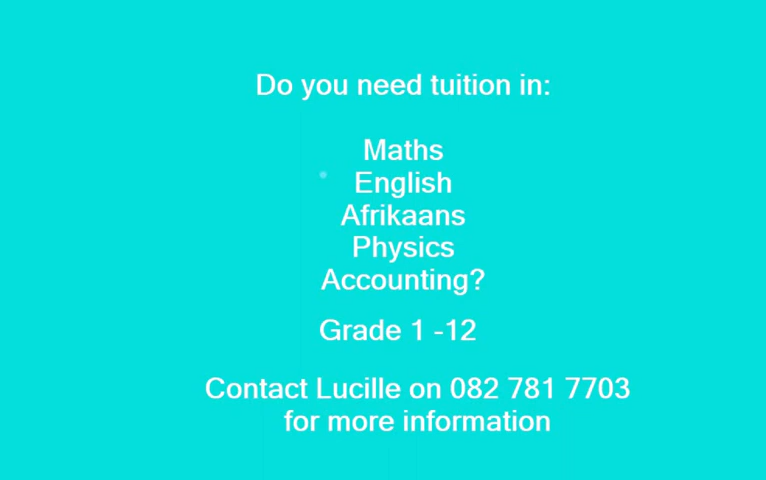 Do you need tuition in:
Maths
English
Afrikaans
Physics
Accounting?
Grade 1 -12
Contact Lucille on 082 781 7703
for more information